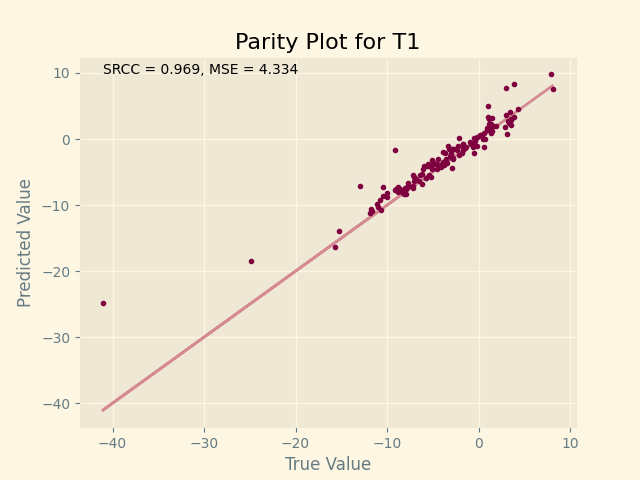 Parity Plot for T1
SRCC = 0.969, MSE = 4.334
10
0
−10
−20
−30
−40
Predicted Value
−40 −30 −20 −10 0 10
True Value